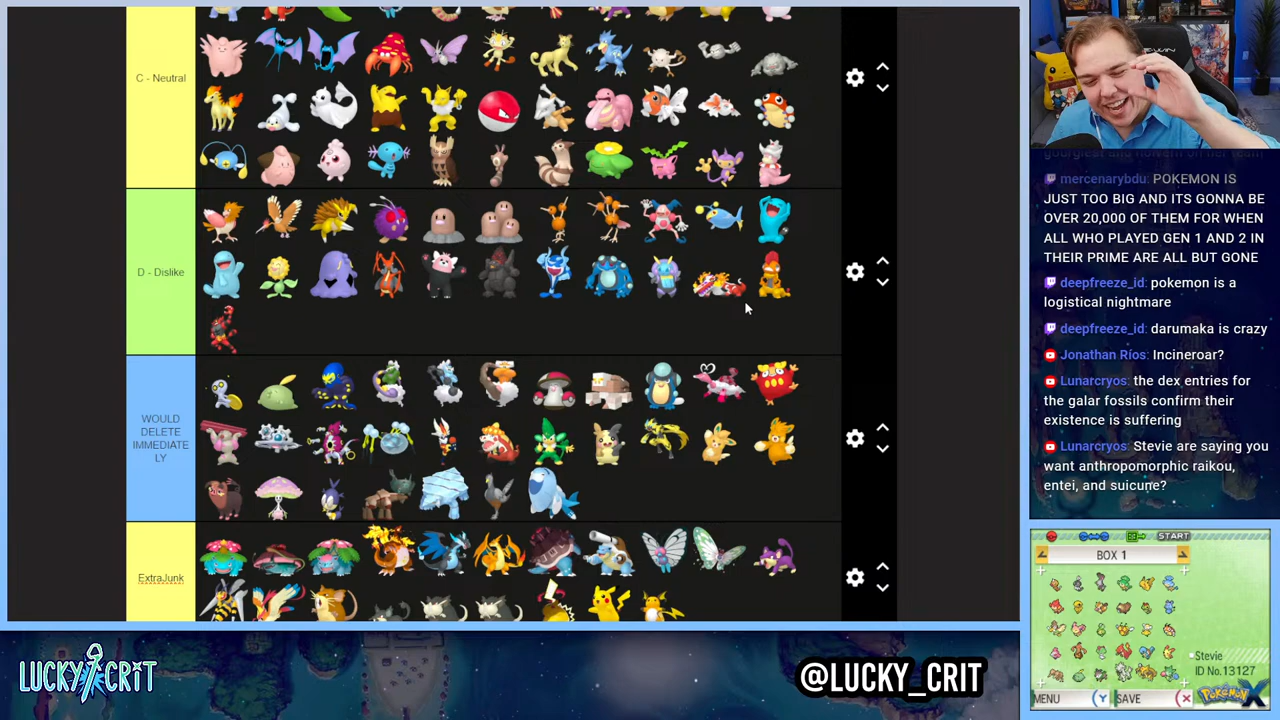 C - Neutral
D - Dislike
WOULD
DELETE
IMMEDIATE
LY
ExtraJunk
mercenarybdu: POKEMON IS
JUST TOO BIG AND ITS GONNA BE
OVER 20,000 OF THEM FOR WHEN
ALL WHO PLAYED GEN 1 AND 2 IN
THEIR PRIME ARE ALL BUT GONE
deepfreeze_id: pokemon is a
logistical nightmare
deepfreeze_id: darumaka is crazy
Jonathan Ríos: Incineroar?
Lunarcryos: the dex entries for
the galar fossils confirm their
existence is suffering
Lunarcryos: Stevie are saying you
want anthropomorphic raikou,
entei, and suicune?
START
BOX 1
Stevie
ID No.13127
MENU
Y
SAVE
X
POKéMON X
LUCKY CRIT
@LUCKY_CRIT